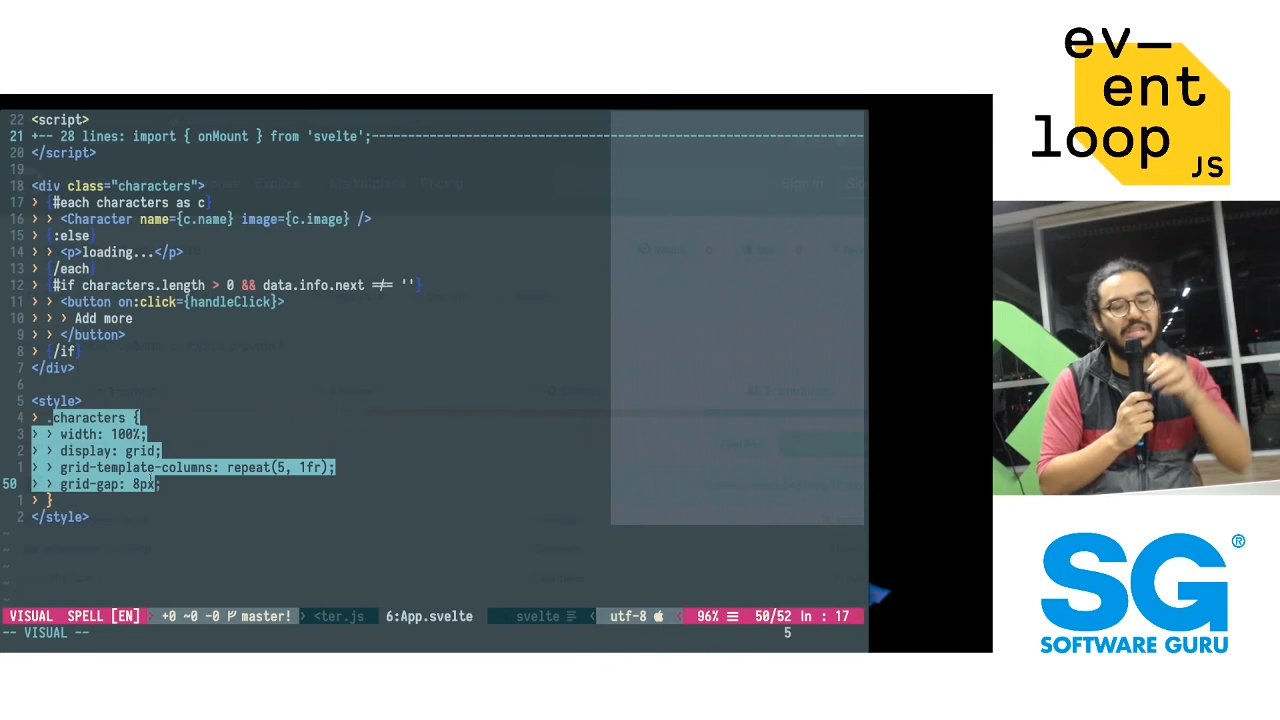 22 <script>
21 +-- 28 lines: import { onMount } from 'svelte';----------------------------------------------------------------
20 </script>
19
18 <div class="characters">
17 › {#each characters as c}
16 › › <Character name={c.name} image={c.image} />
15 › {:else}
14 › › <p>loading...</p>
13 › {/each}
12 › {#if characters.length > 0 && data.info.next !== ''}
11 › › <button on:click={handleClick}>
10 › › › Add more
9 › › </button>
8 › {/if}
7 </div>
6
5 <style>
4 › .characters {
3 › › width: 100%;
2 › › display: grid;
1 › › grid-template-columns: repeat(5, 1fr);
50 › › grid-gap: 8px;
1 › }
2 </style>
~
~
~
~
~
VISUAL SPELL [EN] +0 ~0 -0 master! <ter.js 6:App.svelte svelte utf-8 96% ☰ 50/52 ln : 17
-- VISUAL -- 5
ev—
ent
loop
JS
SG®
SOFTWARE GURU